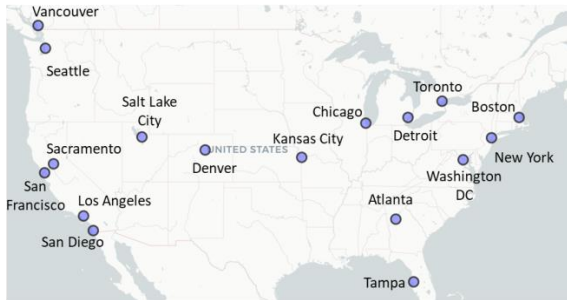 Vancouver
Seattle
Salt Lake
City
Sacramento
San
Francisco
Los Angeles
San Diego
Denver
UNITED STATES
Kansas City
Chicago
Detroit
Toronto
Boston
New York
Washington
DC
Atlanta
Tampa